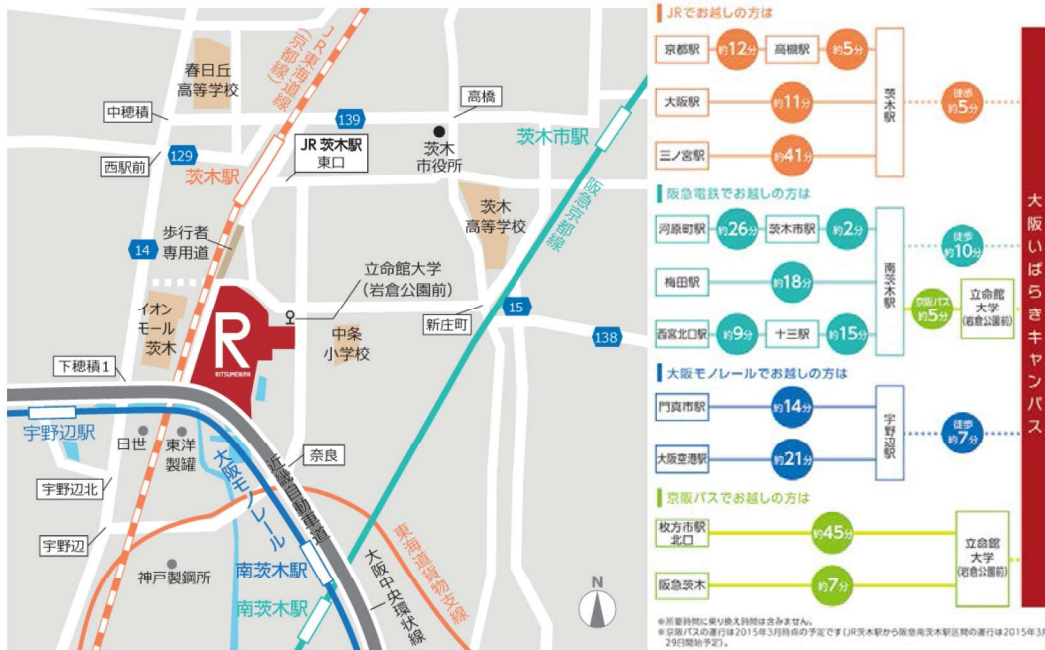 春日丘
高等学校
JR東海道線
(京都線)
中穂積
139
高橋
西駅前
129
JR 茨木駅
東口
茨木駅
茨木
市役所
茨木市駅
阪急京都線
茨木
高等学校
歩行者
専用道
14
立命館大学
(岩倉公園前)
イオン
モール
茨木
R
RITSUMEIKAN
中条
小学校
新庄町
15
138
下穂積1
宇野辺駅
日世
東洋
製罐
大阪モノレール
近畿自動車道
奈良
宇野辺北
宇野辺
神戸製鋼所
南茨木駅
南茨木駅
大阪中央環状線
東海道貨物支線
N
JRでお越しの方は
京都駅
約12分
高槻駅
約5分
大阪駅
約11分
三ノ宮駅
約41分
茨木駅
徒歩
約5分
阪急電鉄でお越しの方は
河原町駅
約26分
茨木市駅
約2分
梅田駅
約18分
西宮北口駅
約9分
十三駅
約15分
南茨木駅
徒歩
約10分
京阪バス
約5分
立命館
大学
(岩倉公園前)
大阪モノレールでお越しの方は
門真市駅
約14分
大阪空港駅
約21分
宇野辺駅
徒歩
約7分
京阪バスでお越しの方は
枚方市駅
北口
約45分
阪急茨木
約7分
立命館
大学
(岩倉公園前)
大阪いばらきキャンパス
※所要時間に乗り換え時間は含みません。
※京阪バスの運行は2015年3月時点の予定です(JR茨木駅から阪急南茨木駅区間の運行は2015年3月
29日開始予定)。